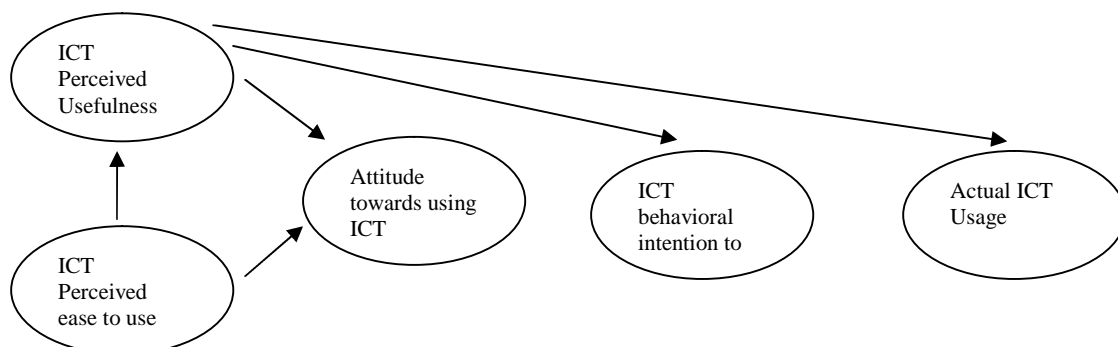 ICT
Perceived
Usefulness
Attitude
towards using
ICT
ICT
behavioral
intention to
Actual ICT
Usage
ICT
Perceived
ease to use